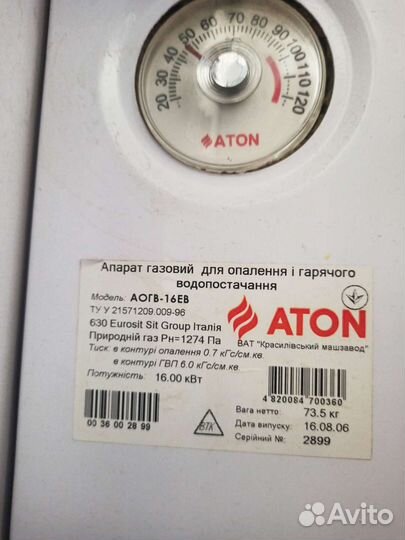 20 30 40 50 60 70 80 90 100 110 120
ATON
Апарат газовий для опалення і гарячого
водопостачання
Модель: АОГВ-16ЕВ
ТУ У 21571209.009-96
630 Eurosit Sit Group Італія
Природній газ Рн=1274 Па
Тиск: в контурі опалення 0.7 кГс/см.кв.
в контурі ГВП 6.0 кГс/см.кв.
Потужність: 16.00 кВт
ATON
ВАТ "Красилівський машзавод"
4 820084 700360
Вага нетто: 73.5 кг
Дата випуску: 16.08.06
Серійний №: 2899
00 36 00 28 99
ВТК
Avito